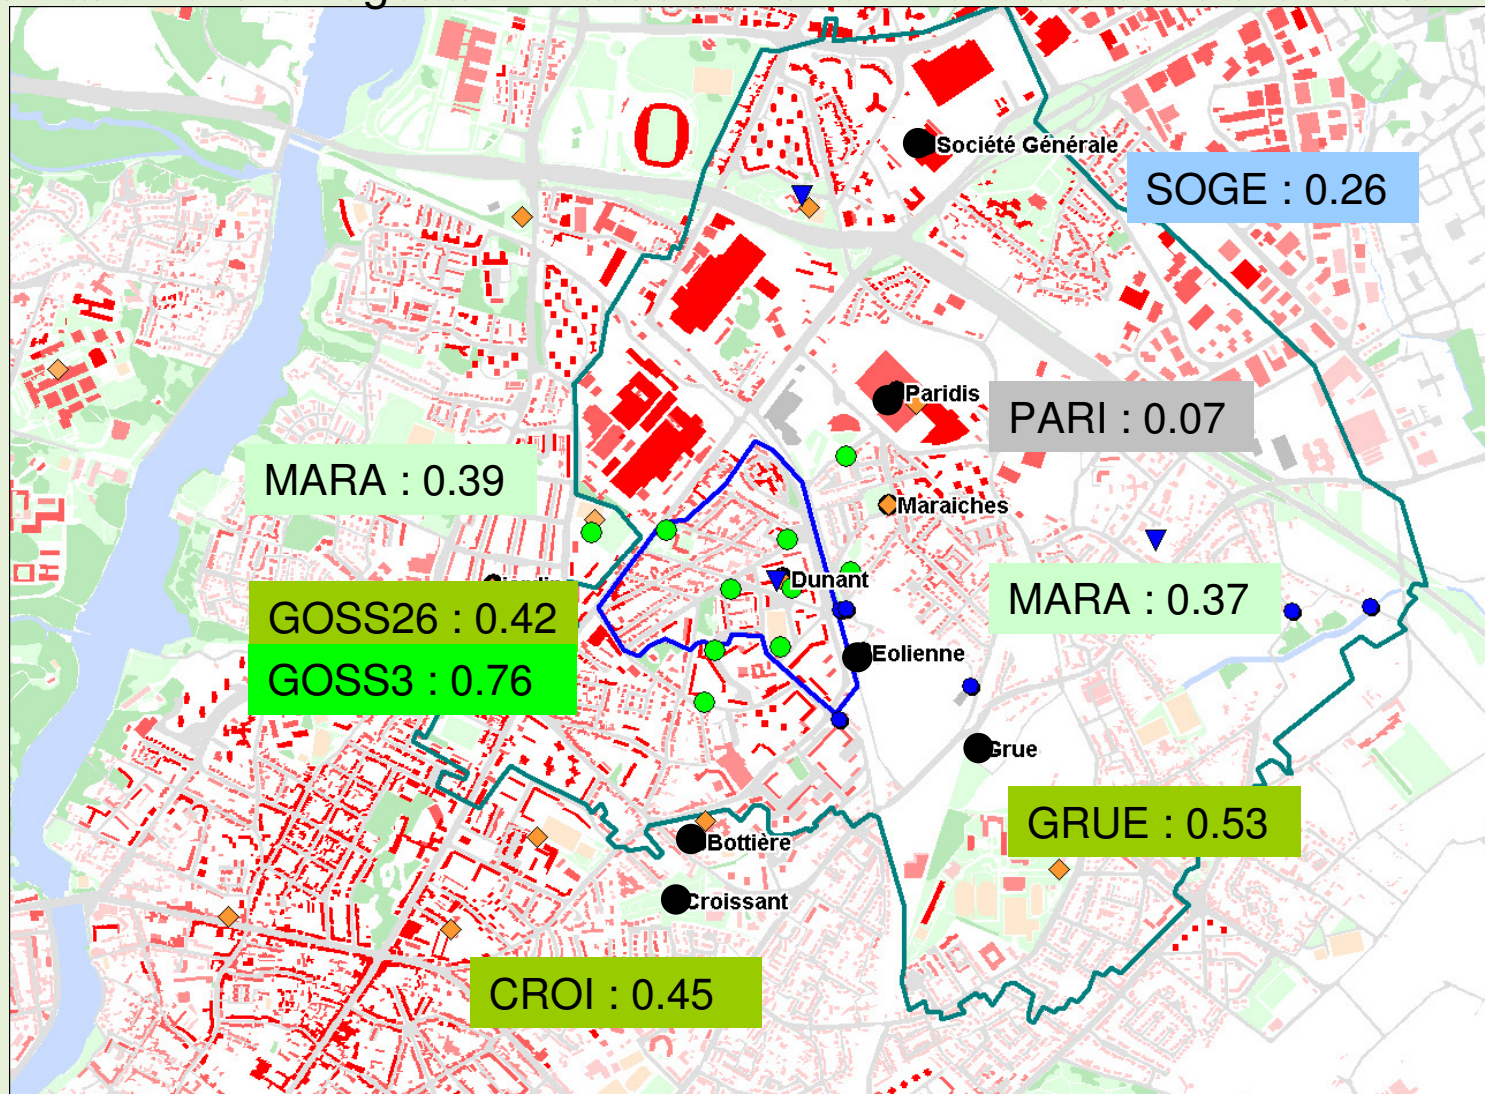 Société Générale
SOGE : 0.26
Paridis
PARI : 0.07
MARA : 0.39
Maraiches
Dunant
GOSS26 : 0.42
MARA : 0.37
Eolienne
GOSS3 : 0.76
Grue
GRUE : 0.53
Bottière
Croissant
CROI : 0.45